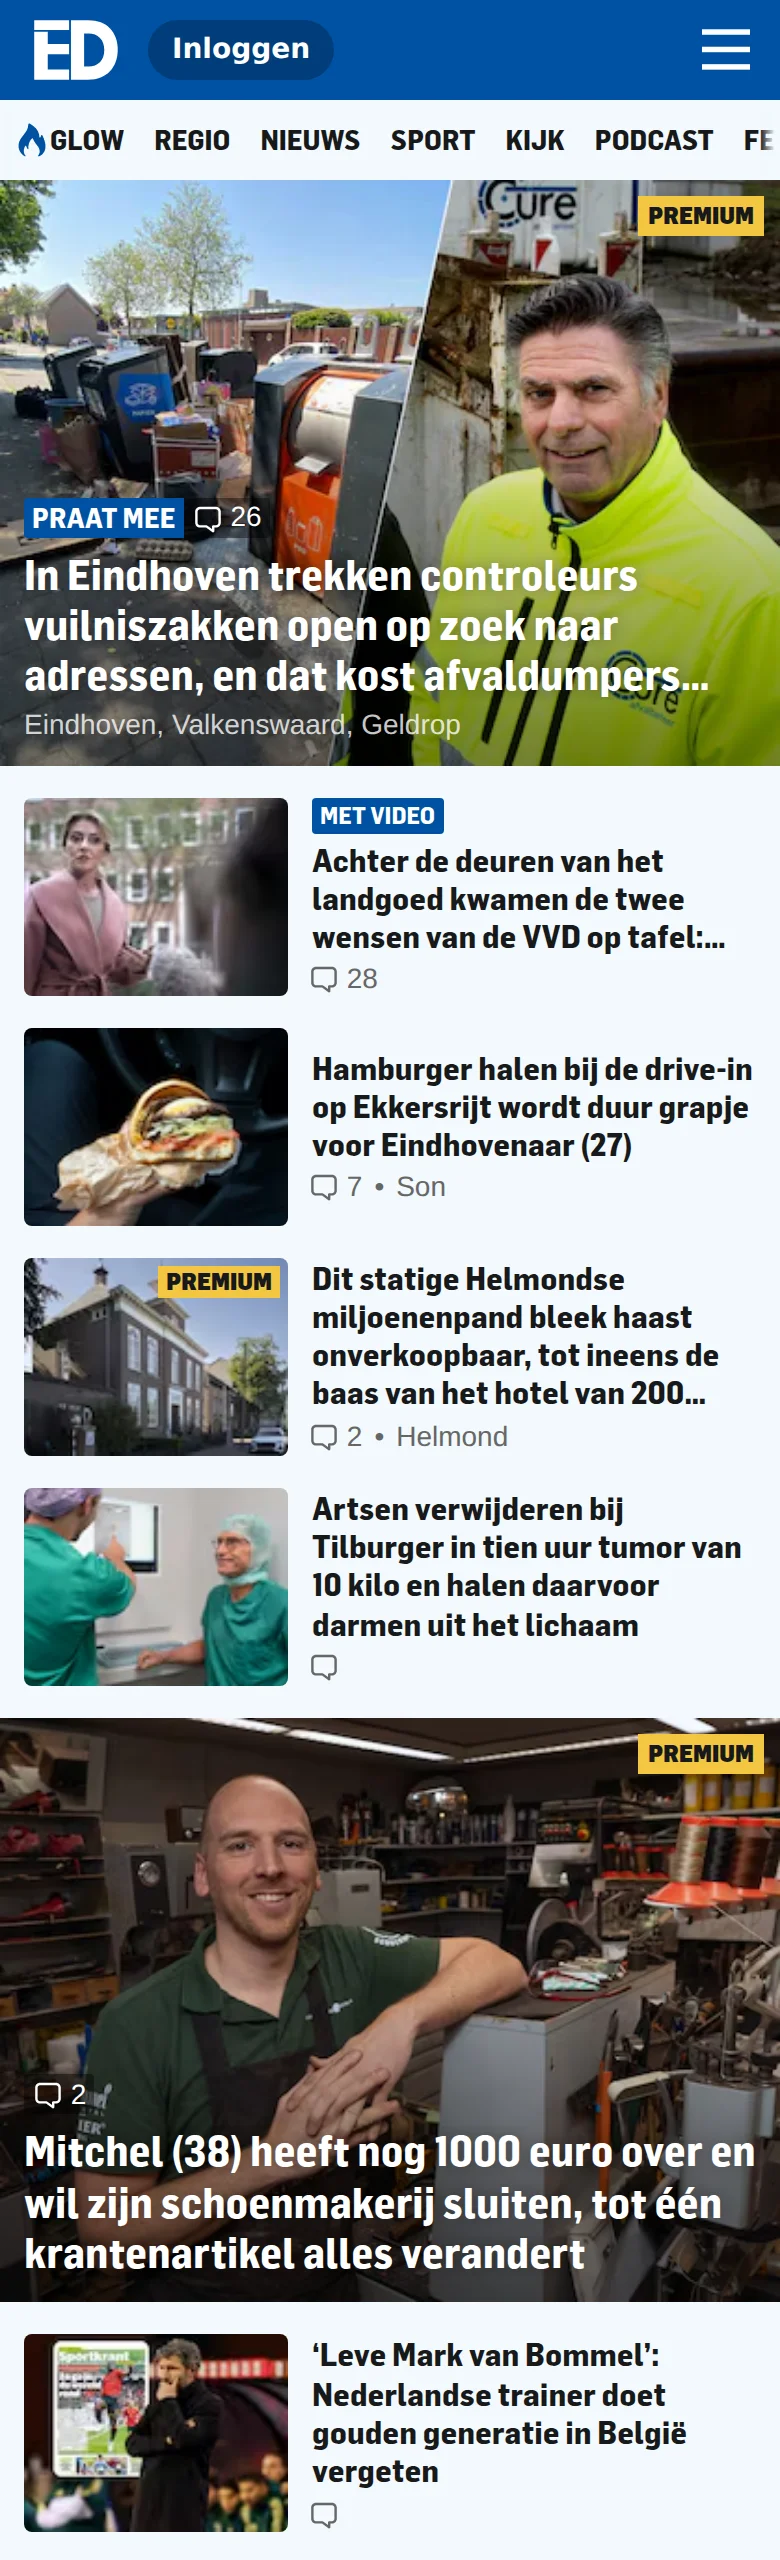 ED Inloggen
GLOW REGIO NIEUWS SPORT KIJK PODCAST FE
Cure
PREMIUM
PRAAT MEE 26
In Eindhoven trekken controleurs
vuilniszakken open op zoek naar
adressen, en dat kost afvaldumpers...
Cure
Eindhoven, Valkenswaard, Geldrop
MET VIDEO
Achter de deuren van het
landgoed kwamen de twee
wensen van de VVD op tafel:...
28
Hamburger halen bij de drive-in
op Ekkersrijt wordt duur grapje
voor Eindhovenaar (27)
7 • Son
PREMIUM
Dit statige Helmondse
miljoenenpand bleek haast
onverkoopbaar, tot ineens de
baas van het hotel van 200...
2 • Helmond
Artsen verwijderen bij
Tilburger in tien uur tumor van
10 kilo en halen daarvoor
darmen uit het lichaam
PREMIUM
2
Mitchel (38) heeft nog 1000 euro over en
wil zijn schoenmakerij sluiten, tot één
krantenartikel alles verandert
Sportkrant
‘Leve Mark van Bommel’:
Nederlandse trainer doet
gouden generatie in België
vergeten